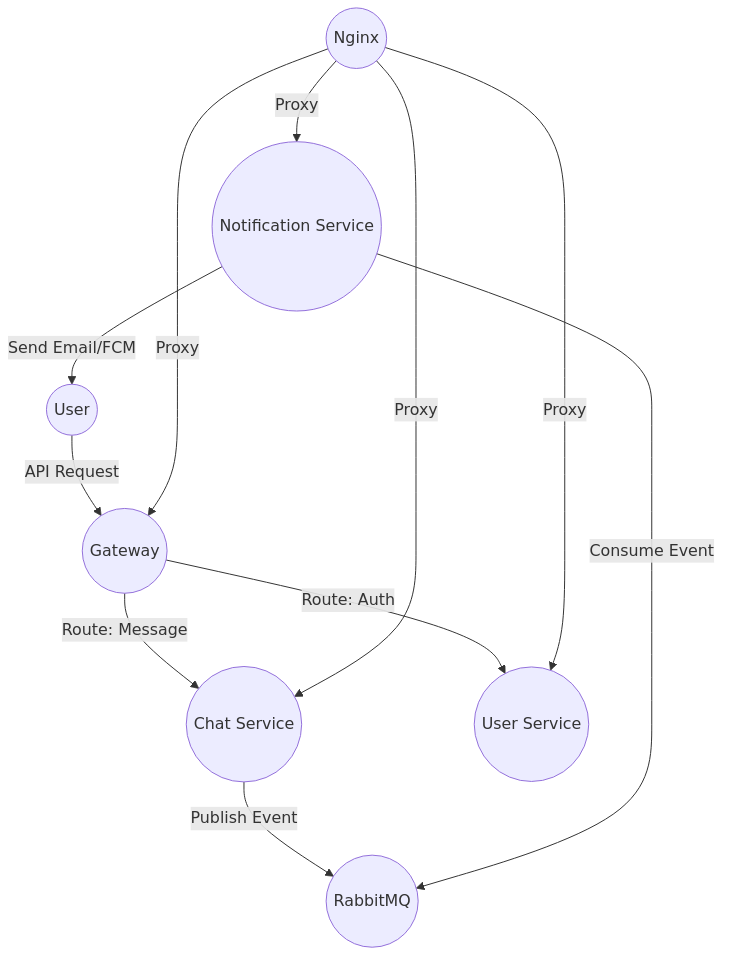 Nginx
Proxy
Notification Service
Send Email/FCM
Proxy
User
Proxy
Proxy
API Request
Gateway
Consume Event
Route: Auth
Route: Message
Chat Service
User Service
Publish Event
RabbitMQ